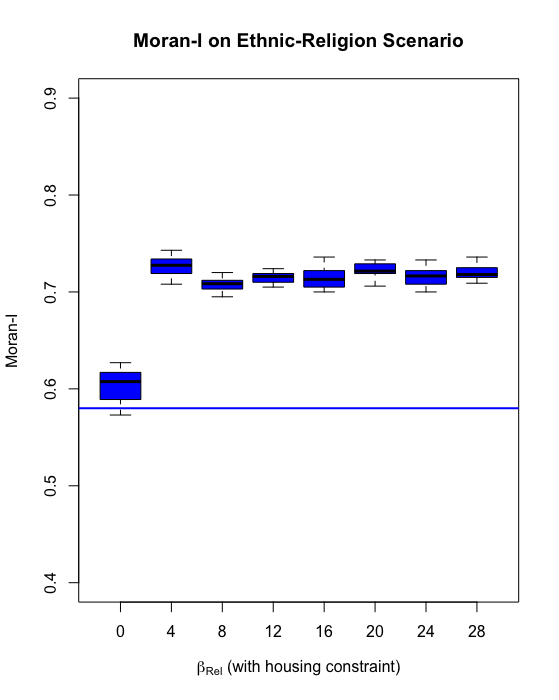 Moran-I on Ethnic-Religion Scenario
0.9
0.8
0.7
0.6
0.5
0.4
Moran-I
0 4 8 12 16 20 24 28
βRel (with housing constraint)